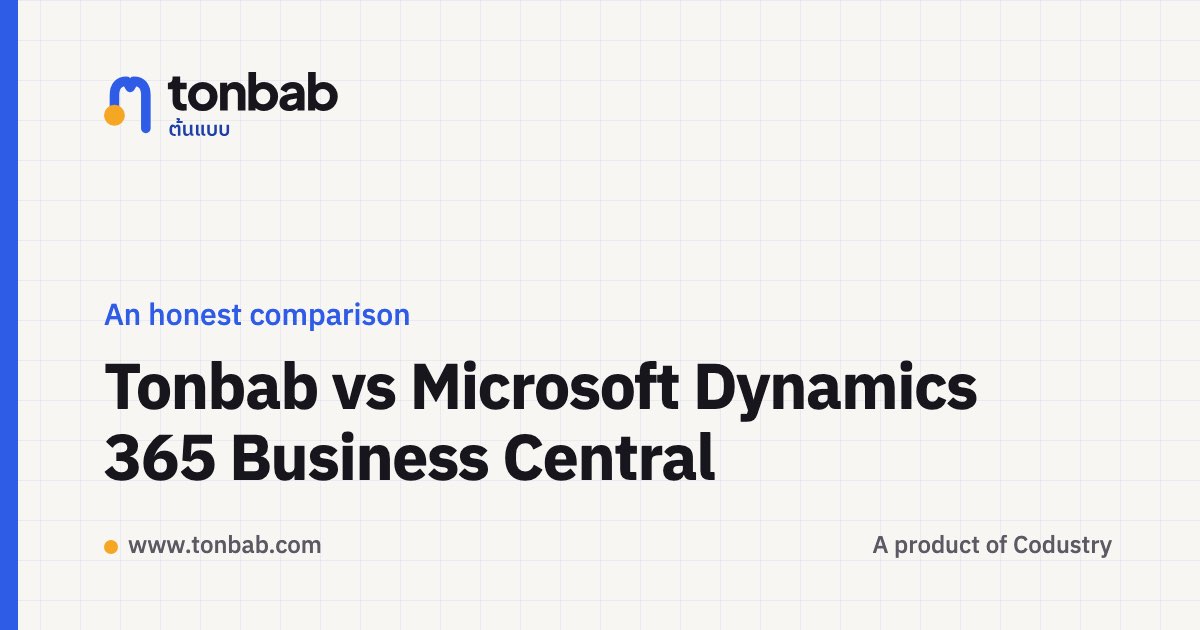 tonbab
ต้นแบบ
An honest comparison
Tonbab vs Microsoft Dynamics
365 Business Central
www.tonbab.com
A product of Codustry